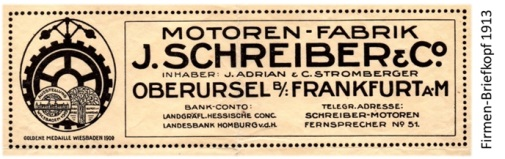 MOTOREN-FABRIK
J. SCHREIBER & Cº
INHABER: J. ADRIAN & C. STROMBERGER
OBERURSEL B/. FRANKFURT A·M
BANK-CONTO:
LANDGRÄFL. HESSISCHE CONC.
LANDESBANK HOMBURG v.d.H.
TELEGR. ADRESSE:
SCHREIBER-MOTOREN
FERNSPRECHER Nº 51.
GOLDENE MEDAILLE WIESBADEN 1909
Firmen-Briefkopf 1913